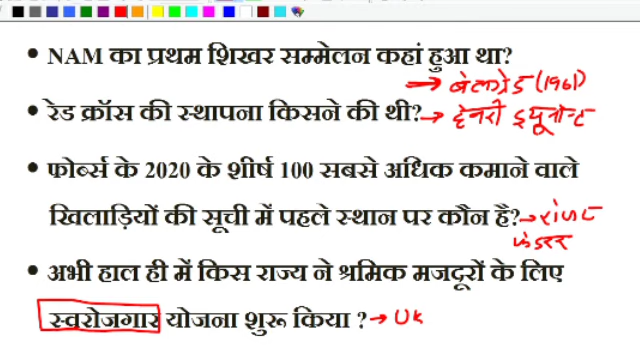 • NAM का प्रथम शिखर सम्मेलन कहां हुआ था?
→ बेलग्रेड (1961)
• रेड क्रॉस की स्थापना किसने की थी? → हेनरी ड्यूनान्ट
• फोर्ब्स के 2020 के शीर्ष 100 सबसे अधिक कमाने वाले
खिलाड़ियों की सूची में पहले स्थान पर कौन है? → रोजर
फेडरर
• अभी हाल ही में किस राज्य ने श्रमिक मजदूरों के लिए
स्वरोजगार योजना शुरू किया ? → UK